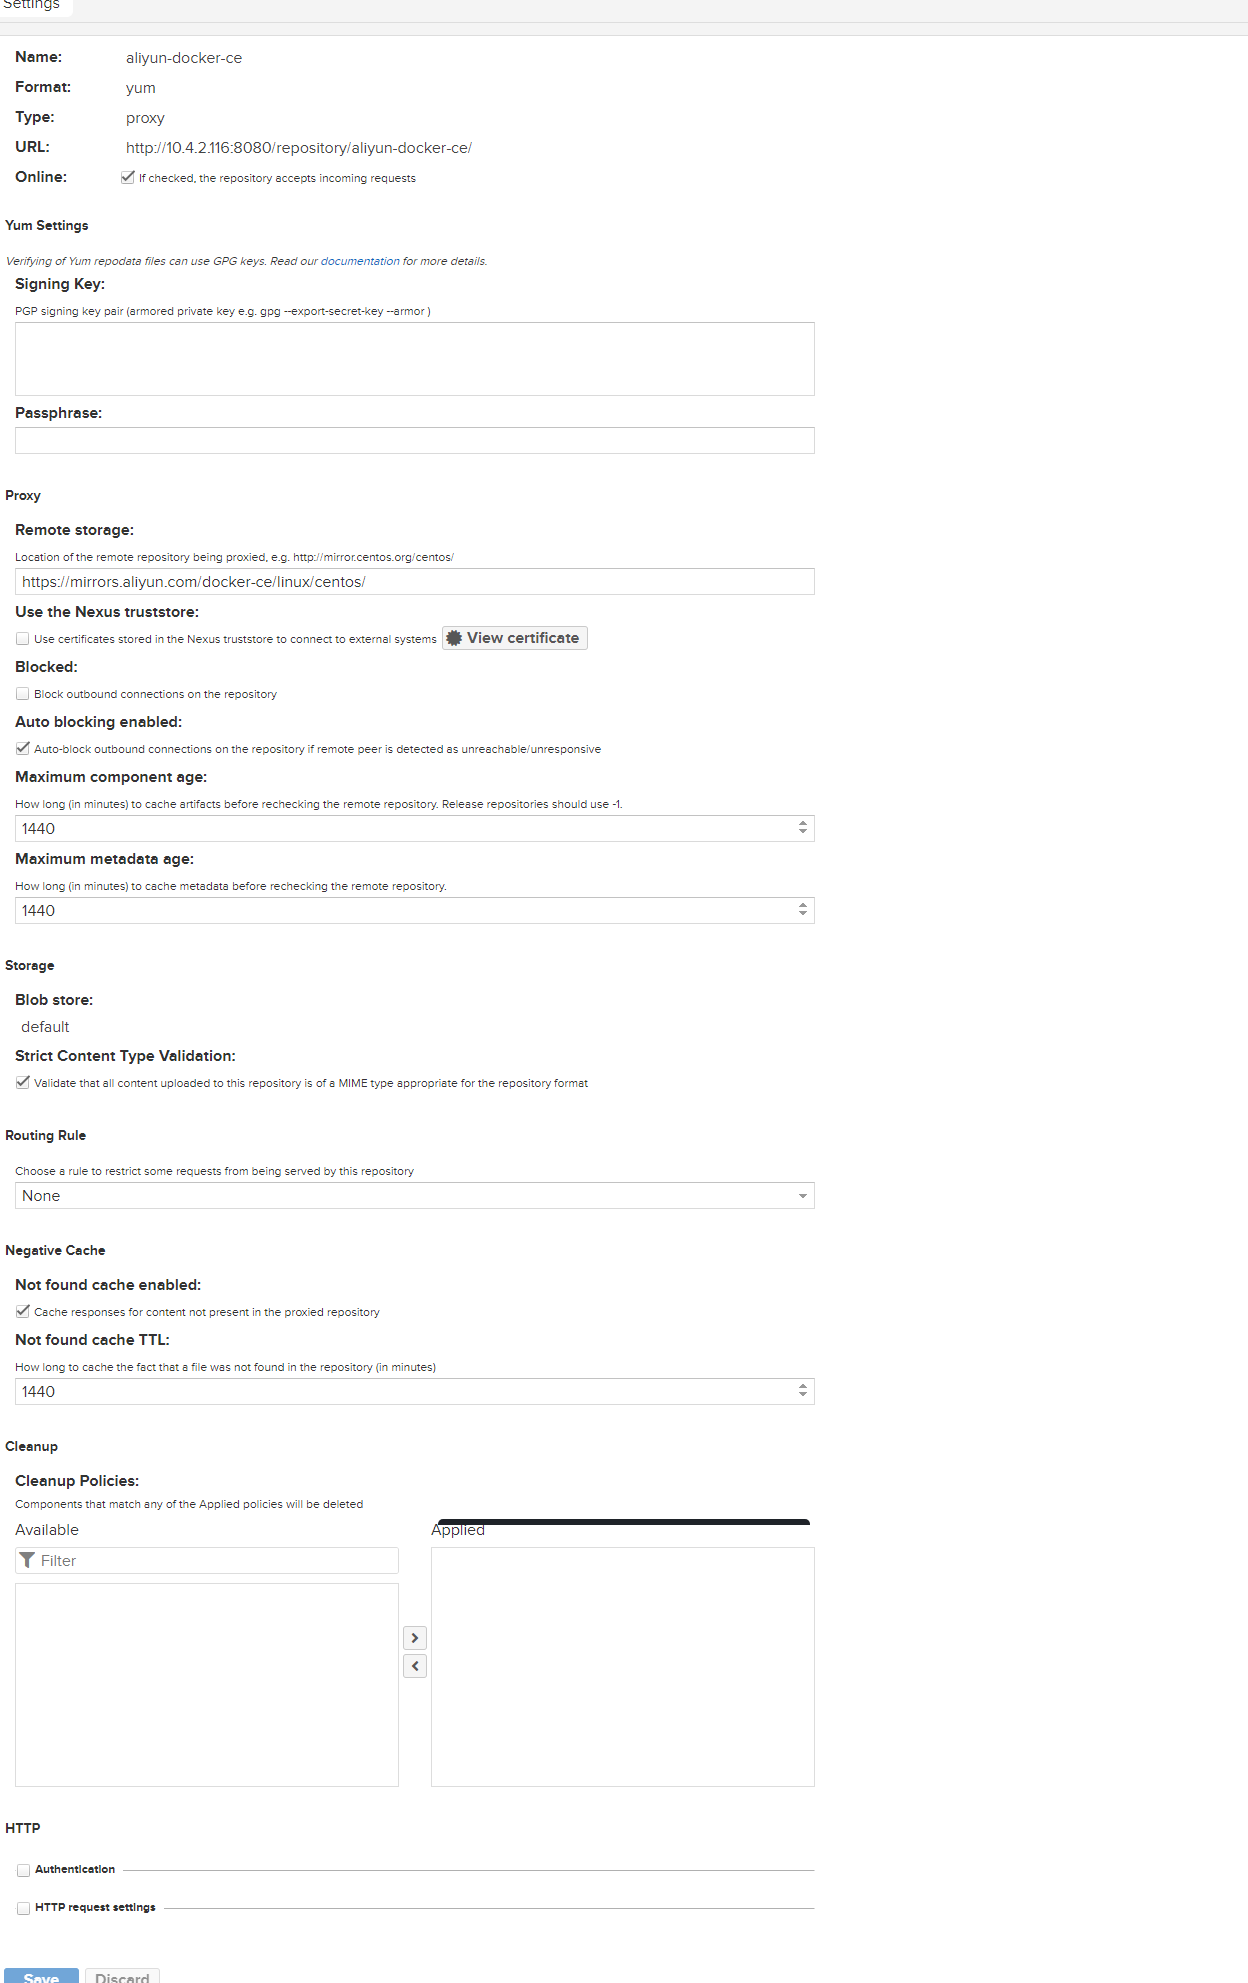 Settings
Name: aliyun-docker-ce
Format: yum
Type: proxy
URL: http://10.4.2.116:8080/repository/aliyun-docker-ce/
Online: If checked, the repository accepts incoming requests
Yum Settings
Verifying of Yum repodata files can use GPG keys. Read our documentation for more details.
Signing Key:
PGP signing key pair (armored private key e.g. gpg --export-secret-key --armor )
Passphrase:
Proxy
Remote storage:
Location of the remote repository being proxied, e.g. http://mirror.centos.org/centos/
https://mirrors.aliyun.com/docker-ce/linux/centos/
Use the Nexus truststore:
Use certificates stored in the Nexus truststore to connect to external systems View certificate
Blocked:
Block outbound connections on the repository
Auto blocking enabled:
Auto-block outbound connections on the repository if remote peer is detected as unreachable/unresponsive
Maximum component age:
How long (in minutes) to cache artifacts before rechecking the remote repository. Release repositories should use -1.
1440
Maximum metadata age:
How long (in minutes) to cache metadata before rechecking the remote repository.
1440
Storage
Blob store:
default
Strict Content Type Validation:
Validate that all content uploaded to this repository is of a MIME type appropriate for the repository format
Routing Rule
Choose a rule to restrict some requests from being served by this repository
None
Negative Cache
Not found cache enabled:
Cache responses for content not present in the proxied repository
Not found cache TTL:
How long to cache the fact that a file was not found in the repository (in minutes)
1440
Cleanup
Cleanup Policies:
Components that match any of the Applied policies will be deleted
Available Applied
Filter
HTTP
Authentication
HTTP request settings
Save Discard